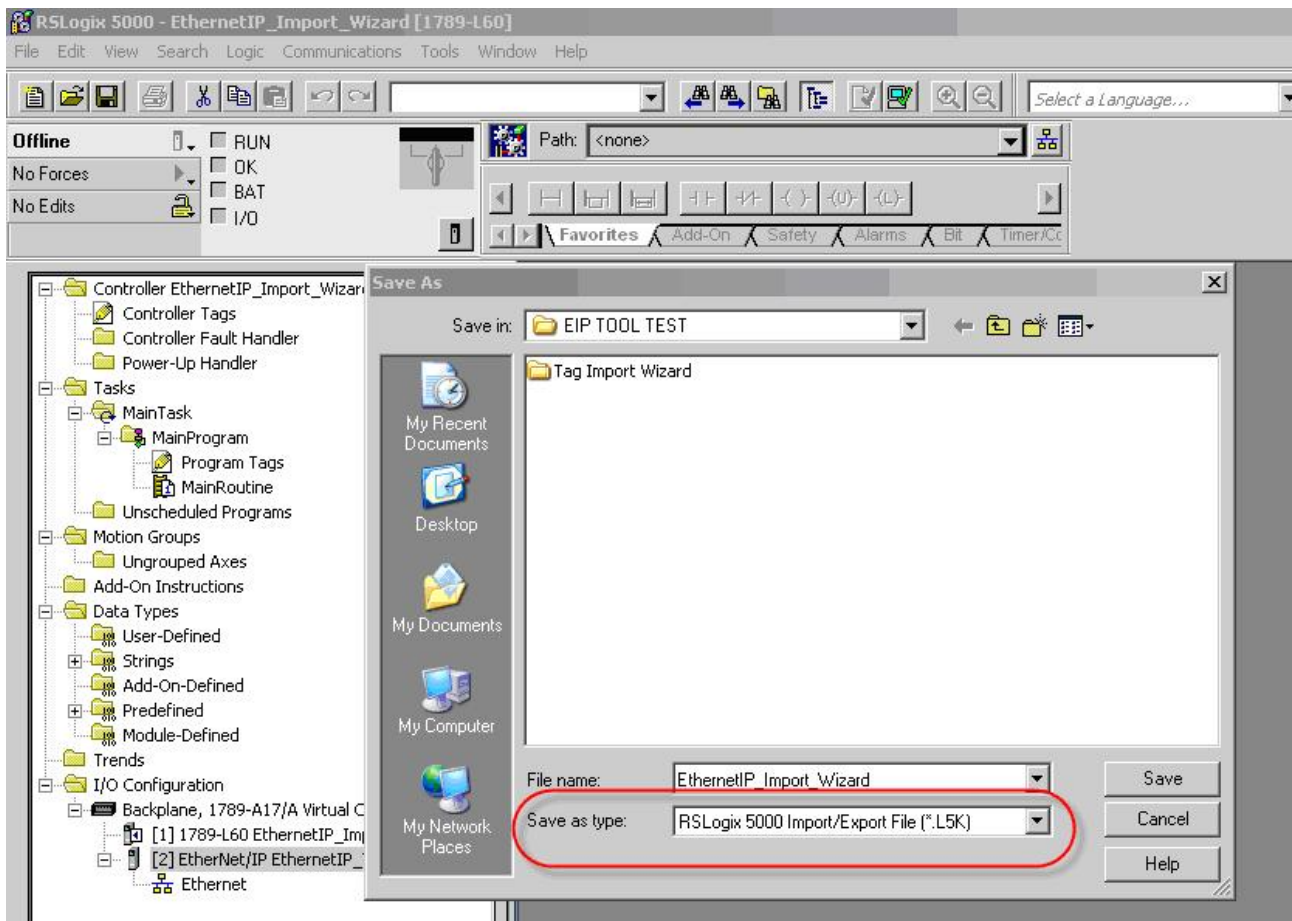 RSLogix 5000 - EthernetIP_Import_Wizard [1789-L60]
File Edit View Search Logic Communications Tools Window Help
Select a Language...
Offline
RUN
No Forces
OK
No Edits
BAT
I/O
Path: <none>
Favorites Add-On Safety Alarms Bit Timer/Cc
Controller EthernetIP_Import_Wizar
Controller Tags
Controller Fault Handler
Power-Up Handler
Tasks
MainTask
MainProgram
Program Tags
MainRoutine
Unscheduled Programs
Motion Groups
Ungrouped Axes
Add-On Instructions
Data Types
User-Defined
Strings
Add-On-Defined
Predefined
Module-Defined
Trends
I/O Configuration
Backplane, 1789-A17/A Virtual C
[1] 1789-L60 EthernetIP_Im
[2] EtherNet/IP EthernetIP_
Ethernet
Save As
Save in: EIP TOOL TEST
Tag Import Wizard
My Recent
Documents
Desktop
My Documents
My Computer
My Network
Places
File name: EthernetIP_Import_Wizard
Save
Save as type: RSLogix 5000 Import/Export File (*.L5K)
Cancel
Help